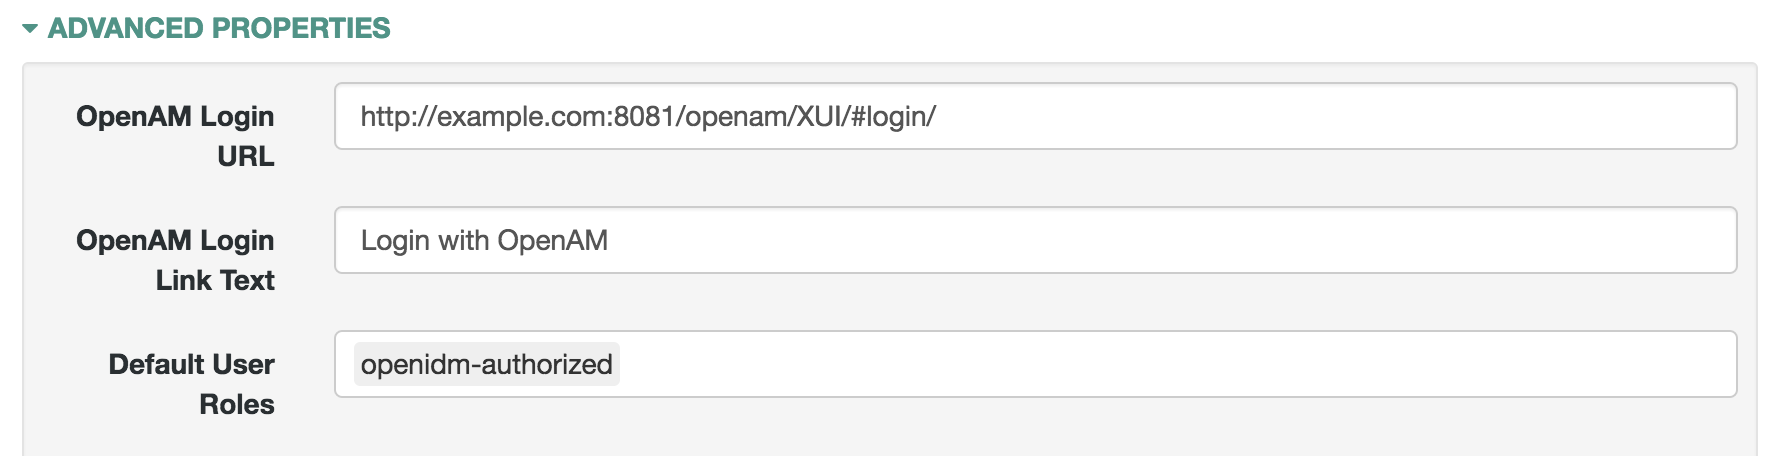 ADVANCED PROPERTIES
OpenAM Login
URL
http://example.com:8081/openam/XUI/#login/
OpenAM Login
Link Text
Login with OpenAM
Default User
Roles
openidm-authorized